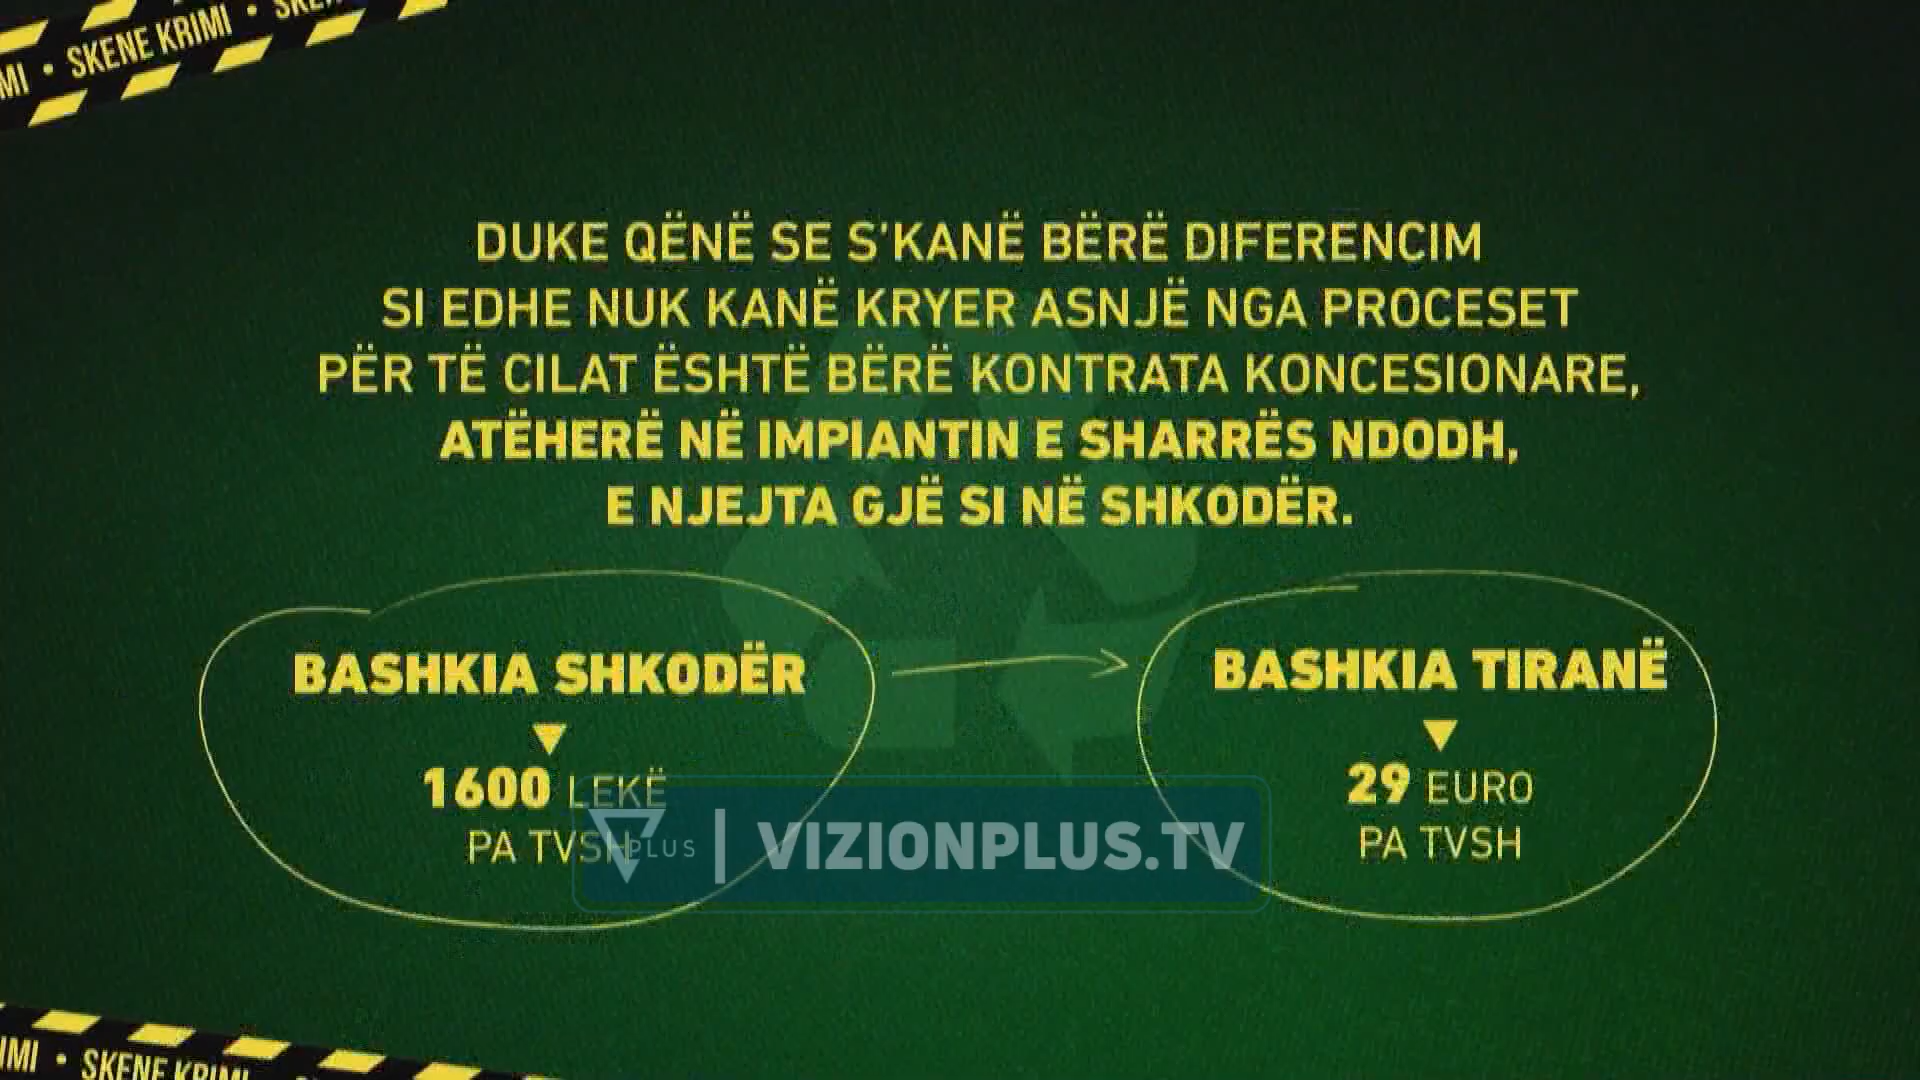 MI • SKENE KRIMI •
DUKE QËNË SE S'KANË BËRË DIFERENCIM
SI EDHE NUK KANË KRYER ASNJË NGA PROCESET
PËR TË CILAT ËSHTË BËRË KONTRATA KONCESIONARE,
ATËHERË NË IMPIANTIN E SHARRËS NDODH,
E NJEJTA GJË SI NË SHKODËR.
BASHKIA SHKODËR
1600 LEKË
PA TVSH
BASHKIA TIRANË
29 EURO
PA TVSH
PLUS | VIZIONPLUS.TV
IMI • SKENE KRIMI